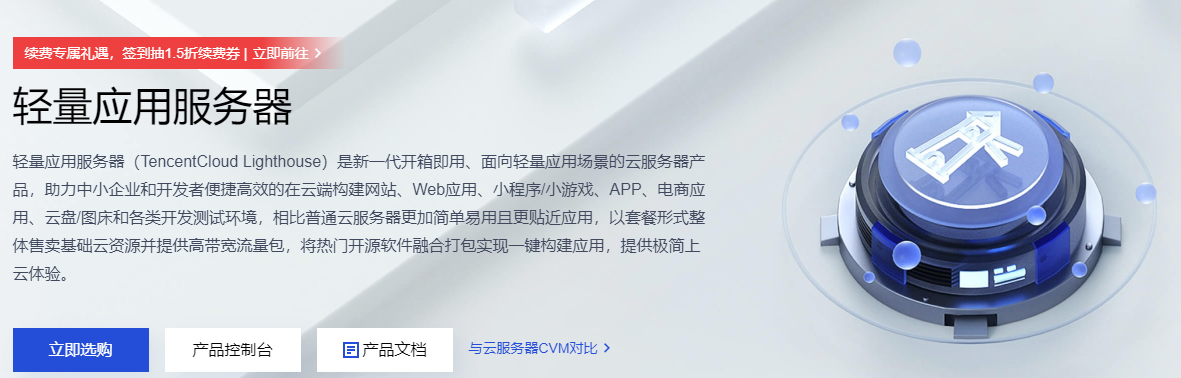 续费专属礼遇，签到抽1.5折续费券 | 立即前往 >
轻量应用服务器
轻量应用服务器（TencentCloud Lighthouse）是新一代开箱即用、面向轻量应用场景的云服务器产
品，助力中小企业和开发者便捷高效的在云端构建网站、Web应用、小程序/小游戏、APP、电商应
用、云盘/图床和各类开发测试环境，相比普通云服务器更加简单易用且更贴近应用，以套餐形式整
体售卖基础云资源并提供高带宽流量包，将热门开源软件融合打包实现一键构建应用，提供极简上
云体验。
立即选购 产品控制台 产品文档 与云服务器CVM对比 >